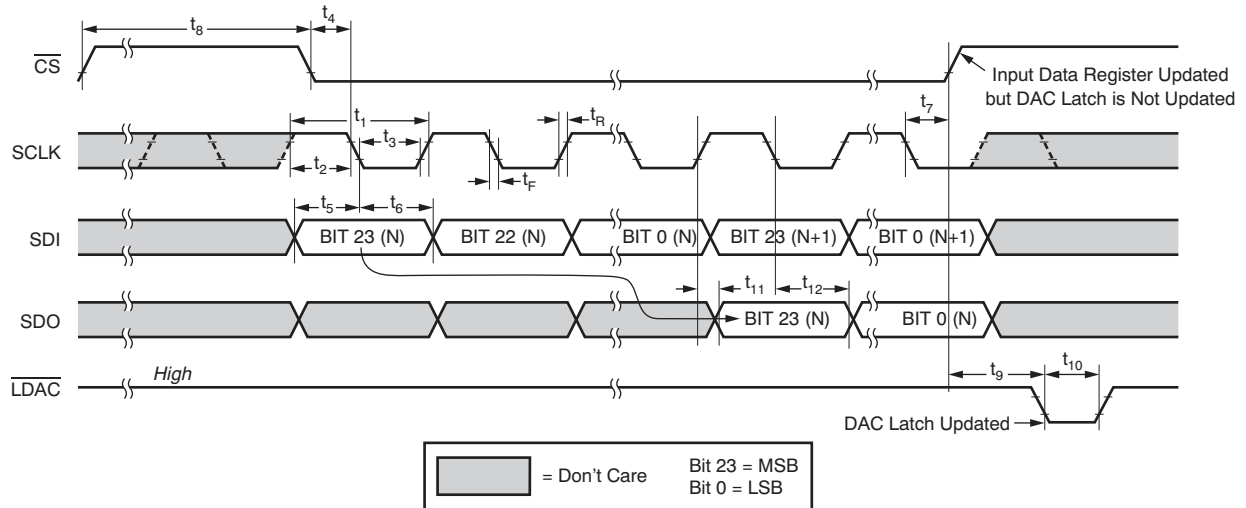 t8
t4
CS
Input Data Register Updated
but DAC Latch is Not Updated
t1
t7
tR
t3
SCLK
t2
tF
t5
t6
SDI
BIT 23 (N)
BIT 22 (N)
BIT 0 (N)
BIT 23 (N+1)
BIT 0 (N+1)
t11
t12
SDO
BIT 23 (N)
BIT 0 (N)
High
LDAC
t9
t10
DAC Latch Updated
= Don't Care
Bit 23 = MSB
Bit 0 = LSB